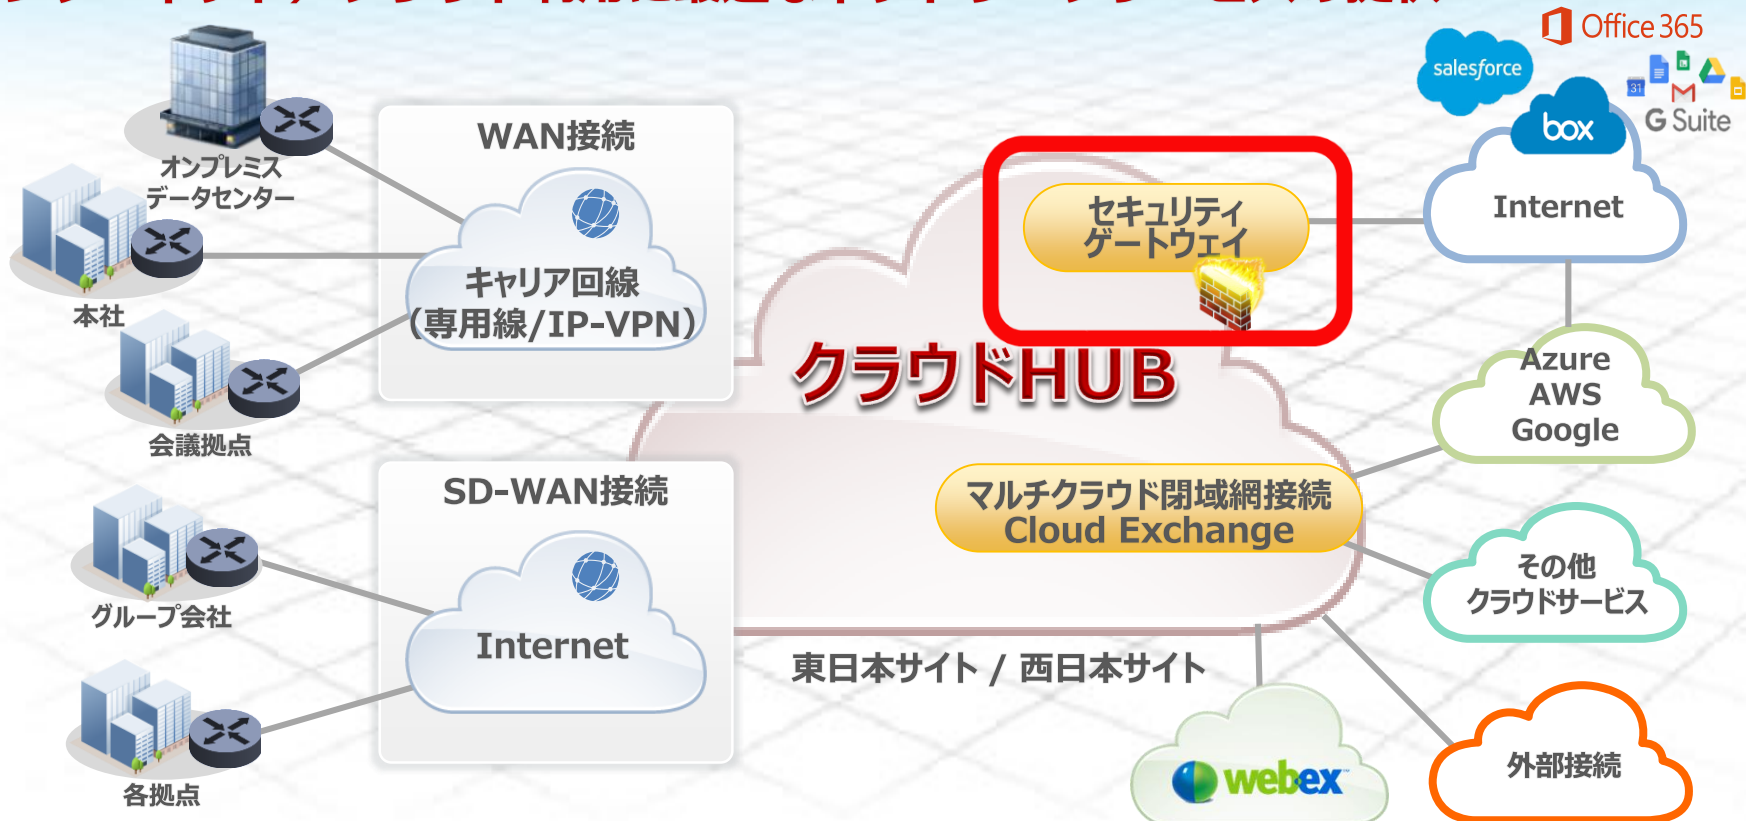 Office 365
salesforce
31
box
G Suite
Internet
オンプレミス
データセンター
本社
会議拠点
WAN接続
キャリア回線
（専用線/IP-VPN）
セキュリティ
ゲートウェイ
クラウドHUB
Azure
AWS
Google
グループ会社
各拠点
SD-WAN接続
Internet
マルチクラウド閉域網接続
Cloud Exchange
その他
クラウドサービス
東日本サイト / 西日本サイト
webex
外部接続